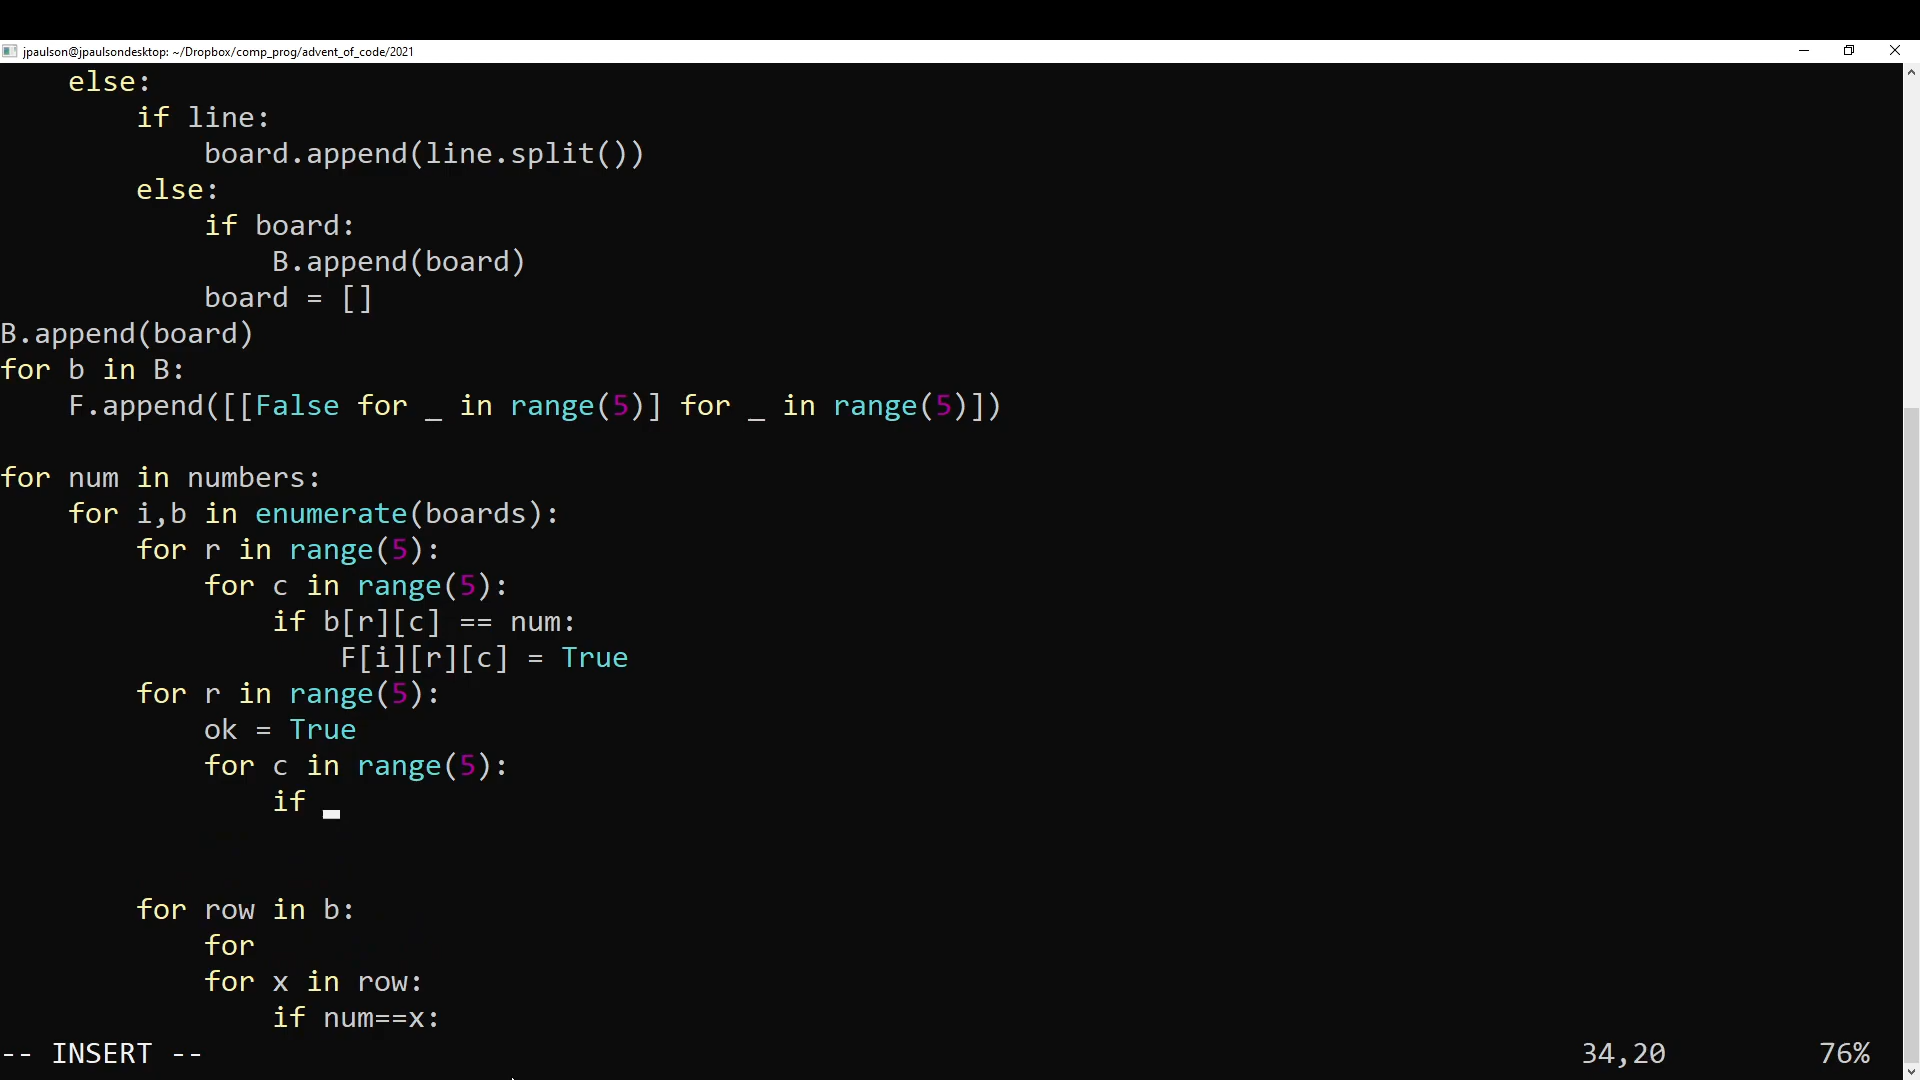 jpaulson@jpaulsondesktop: ~/Dropbox/comp_prog/advent_of_code/2021
    else:
        if line:
            board.append(line.split())
        else:
            if board:
                B.append(board)
            board = []
B.append(board)
for b in B:
    F.append([[False for _ in range(5)] for _ in range(5)])

for num in numbers:
    for i,b in enumerate(boards):
        for r in range(5):
            for c in range(5):
                if b[r][c] == num:
                    F[i][r][c] = True
        for r in range(5):
            ok = True
            for c in range(5):
                if


        for row in b:
            for
            for x in row:
                if num==x:
-- INSERT -- 34,20 76%